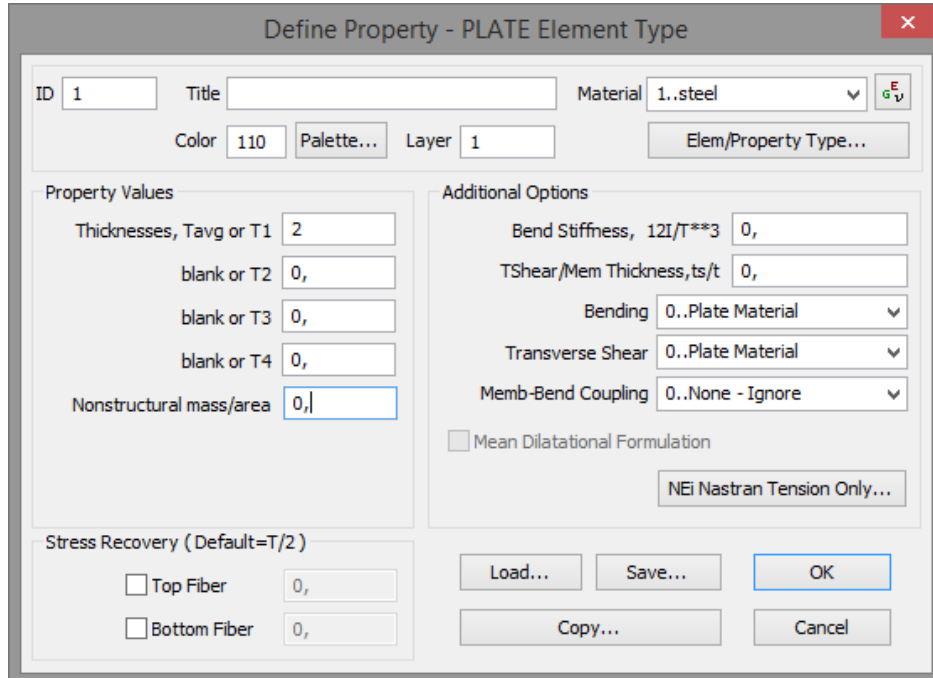 Define Property - PLATE Element Type
ID 1 Title Material 1..steel
G E ν
Color 110 Palette... Layer 1 Elem/Property Type...
Property Values
Thicknesses, Tavg or T1 2
blank or T2 0,
blank or T3 0,
blank or T4 0,
Nonstructural mass/area 0,
Additional Options
Bend Stiffness, 12I/T**3 0,
TShear/Mem Thickness,ts/t 0,
Bending 0..Plate Material
Transverse Shear 0..Plate Material
Memb-Bend Coupling 0..None - Ignore
Mean Dilatational Formulation
NEi Nastran Tension Only...
Stress Recovery ( Default=T/2 )
Top Fiber 0,
Bottom Fiber 0,
Load... Save... OK
Copy... Cancel